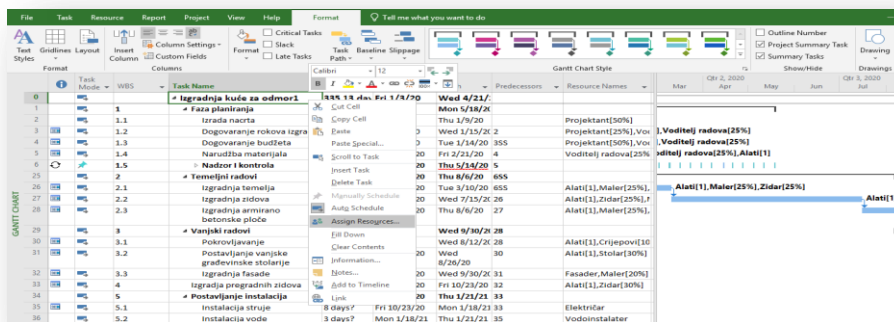 File Task Resource Report Project View Help Format Tell me what you want to do
Text Styles Gridlines Layout Insert Column Column Settings Custom Fields Format Critical Tasks Slack Late Tasks Task Path Baseline Slippage Outline Number Project Summary Task Summary Tasks Drawing
Format Columns Gantt Chart Style Show/Hide Drawings
Calibri 12
B I A
Task Mode WBS Task Name Predecessors Resource Names Qtr 2, 2020 Qtr 3, 2020
Mar Apr May Jun Jul
0 Izgradnja kuće za odmor1 Fri 1/3/20 Wed 4/21/
1 1 Faza planiranja Mon 5/18/20
2 1.1 Izrada nacrta Thu 1/9/20 Projektant[50%]
3 1.2 Dogovaranje rokova izgra Wed 1/15/20 2 Projektant[25%],Vo ,Voditelj radova[25%]
4 1.3 Dogovaranje budžeta Tue 1/14/20 3SS Projektant[50%],Vo ,Voditelj radova[25%]
5 1.4 Narudžba materijala Fri 2/21/20 4 Voditelj radova[25% oditelj radova[25%],Alati[1]
6 1.5 Nadzor I kontrola Thu 5/14/20 5
25 2 Temeljni radovi Thu 8/6/20 6SS
26 2.1 Izgradnja temelja Tue 3/10/20 6SS Alati[1],Maler[25%], Alati[1],Maler[25%],Zidar[25%]
27 2.2 Izgradnja zidova Wed 7/15/20 26 Alati[1],Zidar[25%], Alati[1
28 2.3 Izgradnja armirano betonske ploče Thu 8/6/20 27 Alati[1],Maler[25%],
29 3 Vanjski radovi Wed 9/30/20 28
30 3.1 Pokrovljavanje Wed 8/12/20 28 Alati[1],Crijepovi[10
31 3.2 Postavljanje vanjske građevinske stolarije Wed 8/26/20 30 Alati[1],Stolar[30%]
32 3.3 Izgradnja fasade Wed 9/30/20 31 Fasader,Maler[20%]
33 4 Izgradja pregradnih zidova Fri 10/23/20 32 Alati[1],Zidar[30%]
34 5 Postavljanje instalacija Thu 1/21/21 33
35 5.1 Instalacija struje 8 days? Fri 10/23/20 Mon 1/18/21 33 Električar
36 5.2 Instalacija vode 3 days? Mon 1/18/21 Thu 1/21/21 35 Vodoinstalater
Cut Cell
Copy Cell
Paste
Paste Special...
Scroll to Task
Insert Task
Delete Task
Manually Schedule
Auto Schedule
Assign Resources...
Fill Down
Clear Contents
Information...
Notes...
Add to Timeline
Link
GANTT CHART